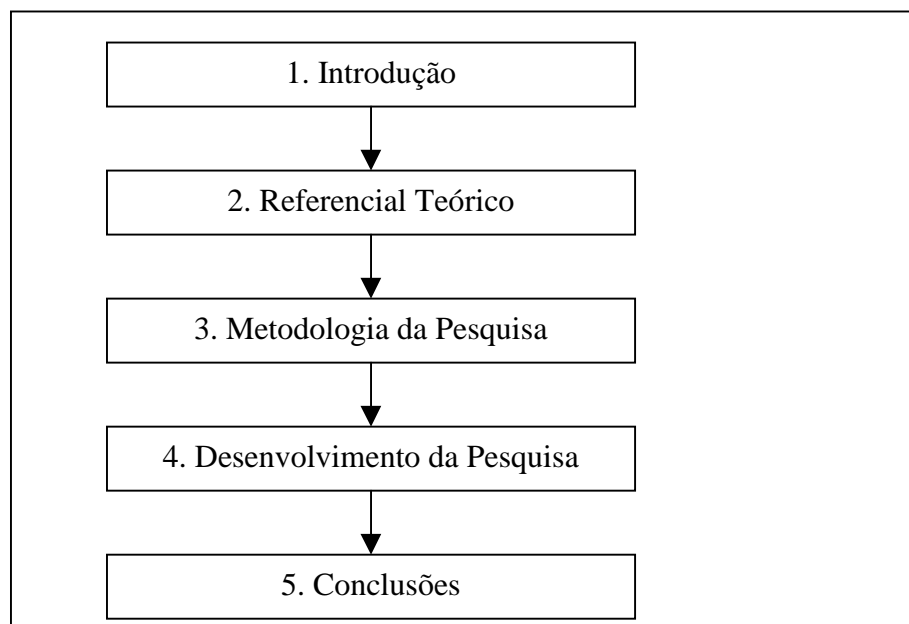 1. Introdução
2. Referencial Teórico
3. Metodologia da Pesquisa
4. Desenvolvimento da Pesquisa
5. Conclusões